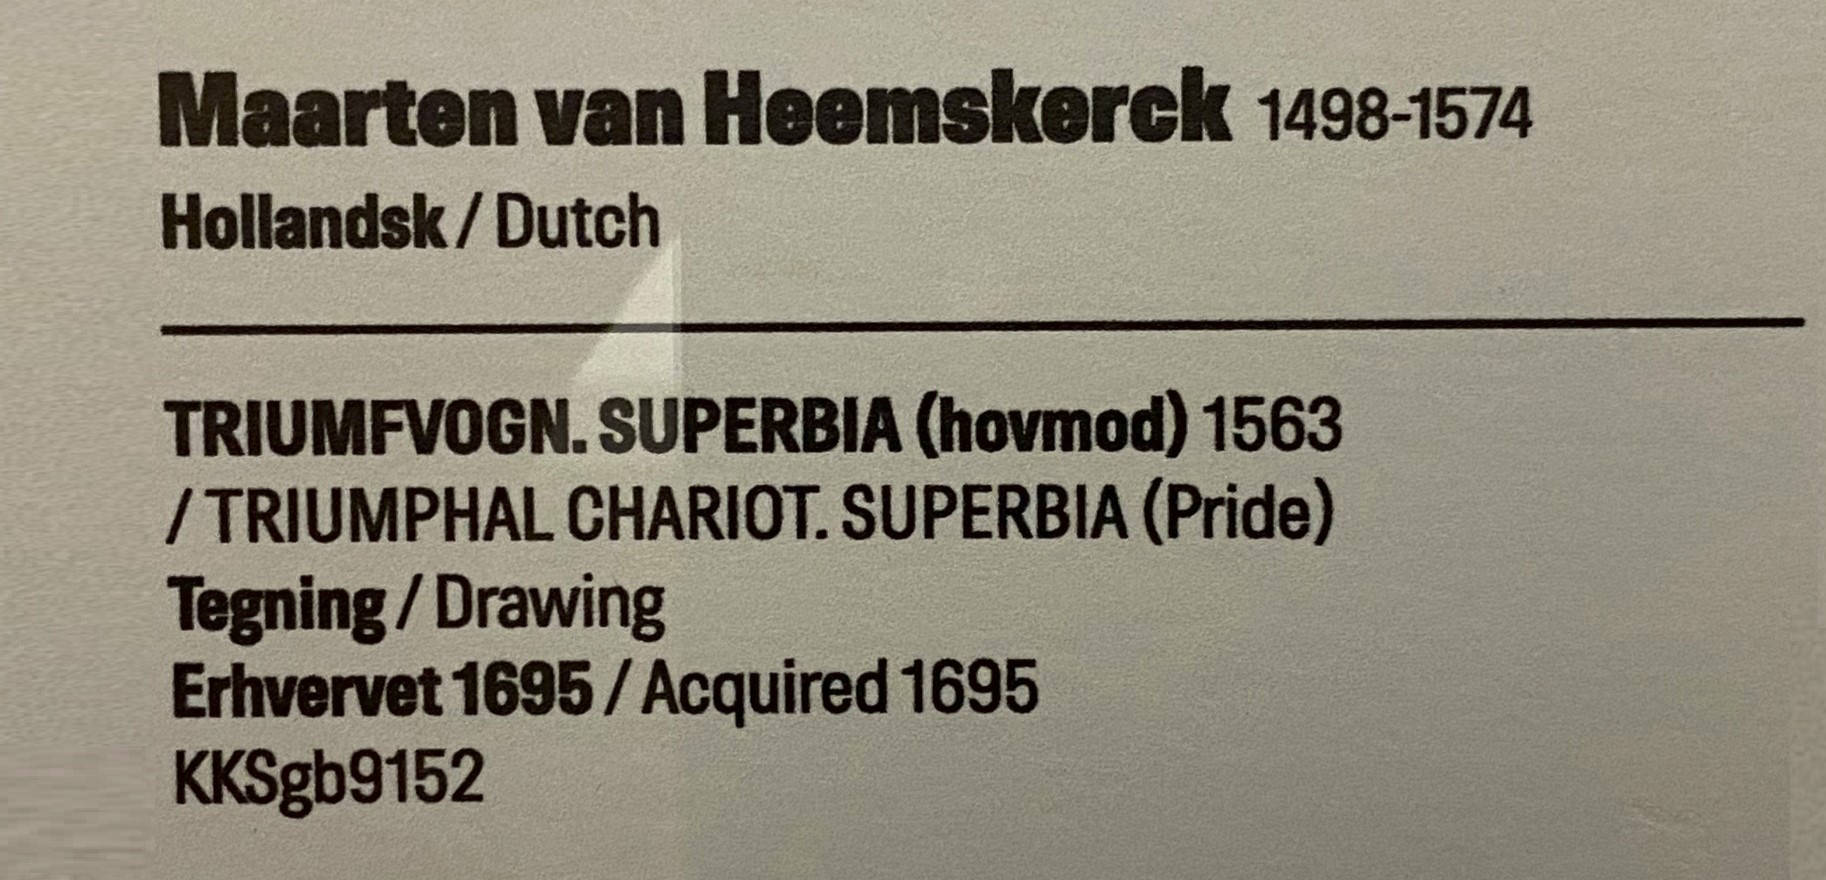 Maarten van Heemskerck 1498-1574
Hollandsk / Dutch
TRIUMFVOGN. SUPERBIA (hovmod) 1563
/ TRIUMPHAL CHARIOT. SUPERBIA (Pride)
Tegning / Drawing
Erhvervet 1695 / Acquired 1695
KKSgb9152